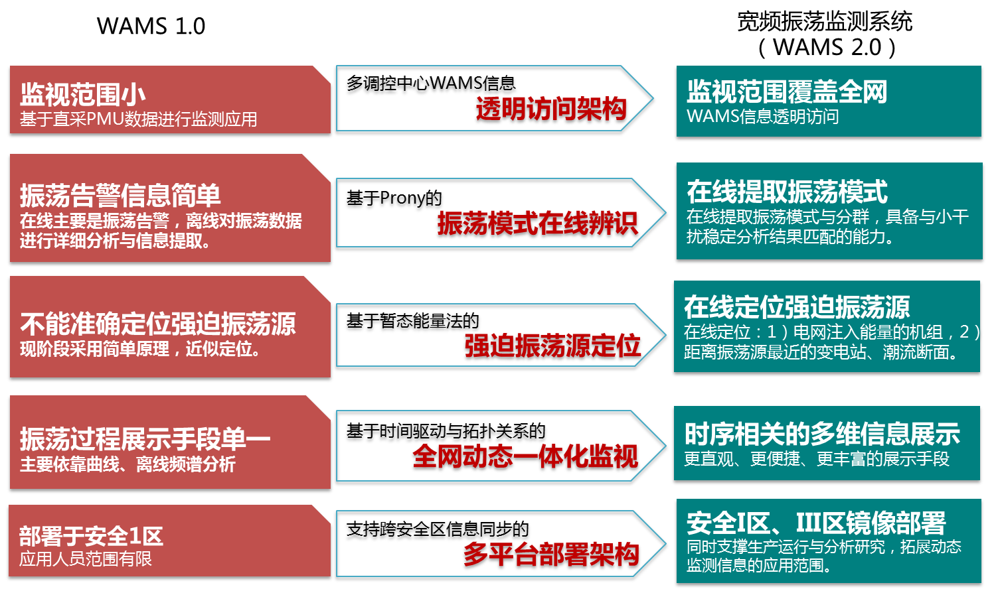 WAMS 1.0
宽频振荡监测系统
（WAMS 2.0）
监视范围小
基于直采PMU数据进行监测应用
多调控中心WAMS信息
透明访问架构
监视范围覆盖全网
WAMS信息透明访问
振荡告警信息简单
在线主要是振荡告警，离线对振荡数据
进行详细分析与信息提取。
基于Prony的
振荡模式在线辨识
在线提取振荡模式
在线提取振荡模式与分群，具备与小干
扰稳定分析结果匹配的能力。
不能准确定位强迫振荡源
现阶段采用简单原理，近似定位。
基于暂态能量法的
强迫振荡源定位
在线定位强迫振荡源
在线定位：1）电网注入能量的机组，2）
距离振荡源最近的变电站、潮流断面。
振荡过程展示手段单一
主要依靠曲线、离线频谱分析
基于时间驱动与拓扑关系的
全网动态一体化监视
时序相关的多维信息展示
更直观、更便捷、更丰富的展示手段
部署于安全1区
应用人员范围有限
支持跨安全区信息同步的
多平台部署架构
安全I区、III区镜像部署
同时支撑生产运行与分析研究，拓展动态
监测信息的应用范围。